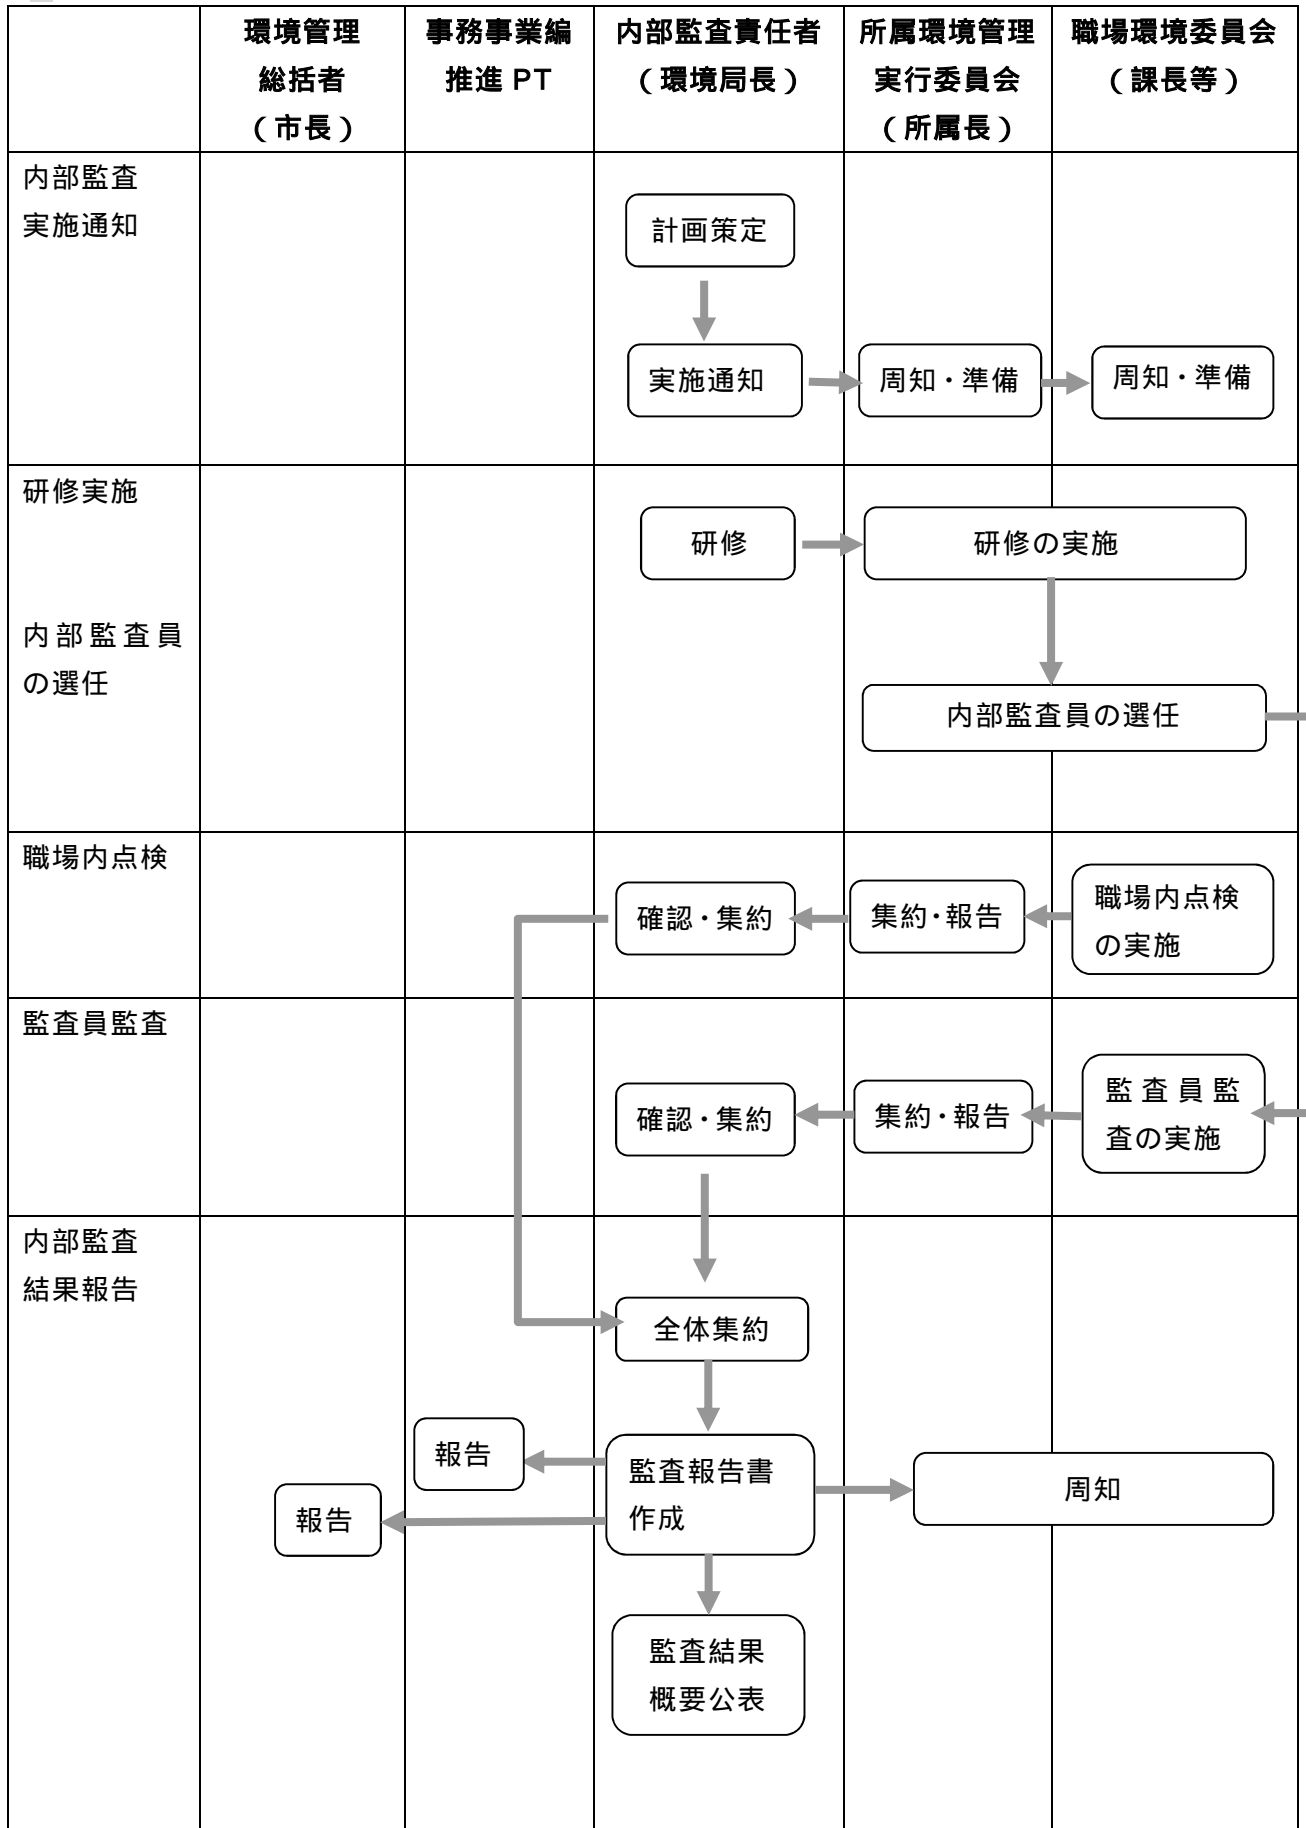 環境管理
総括者
（市長）
事務事業編
推進 PT
内部監査責任者
（環境局長）
所属環境管理
実行委員会
（所属長）
職場環境委員会
（課長等）
内部監査
実施通知
計画策定
実施通知
周知・準備
周知・準備
研修実施
研修
研修の実施
内部監査員
の選任
内部監査員の選任
職場内点検
確認・集約
集約・報告
職場内点検
の実施
監査員監査
確認・集約
集約・報告
監査員監
査の実施
内部監査
結果報告
全体集約
報告
報告
監査報告書
作成
周知
監査結果
概要公表